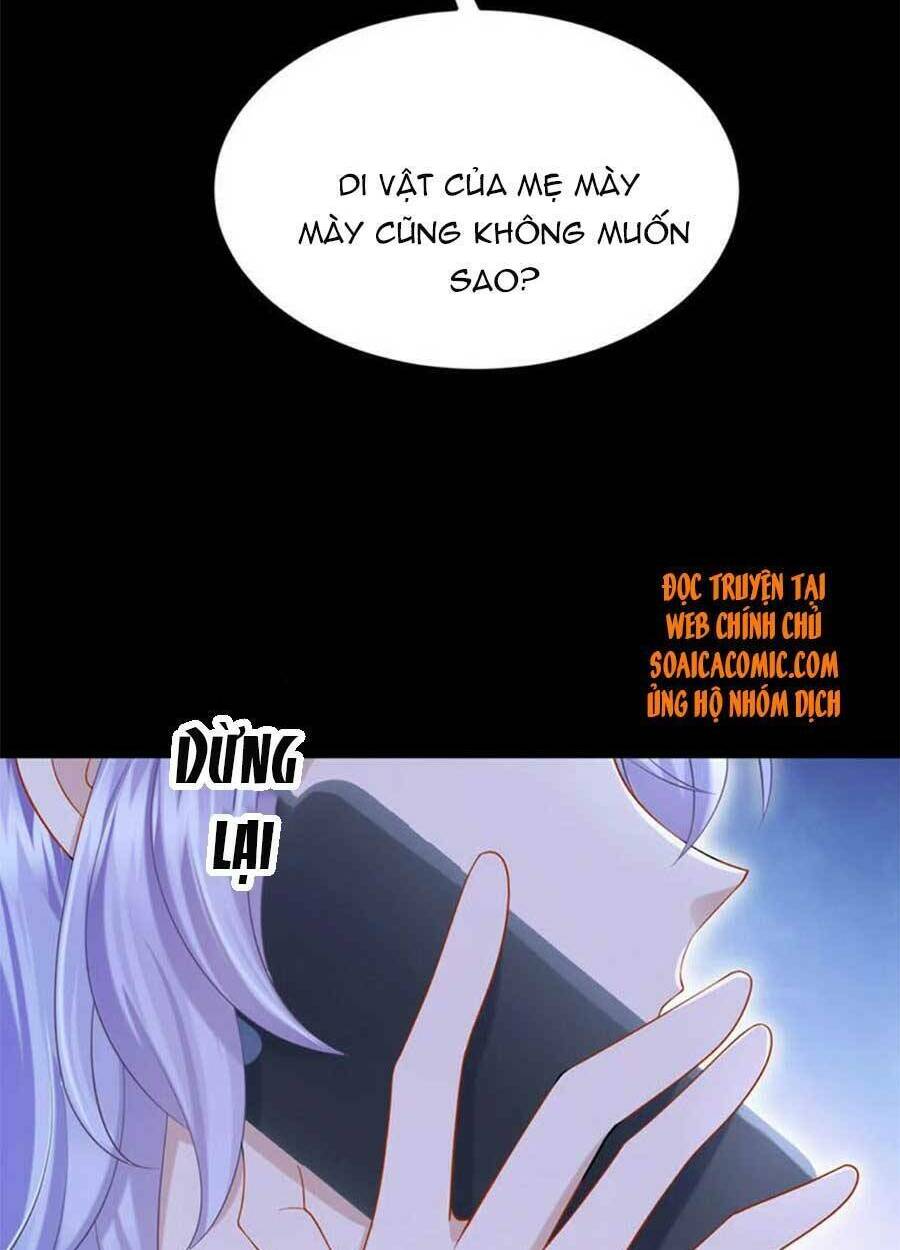 DI VẬT CỦA MẸ MÀY
MÀY CŨNG KHÔNG MUỐN
SAO?
ĐỌC TRUYỆN TẠI
WEB CHÍNH CHỦ
SOAICACOMIC.COM
ỦNG HỘ NHÓM DỊCH
DỪNG
LẠI